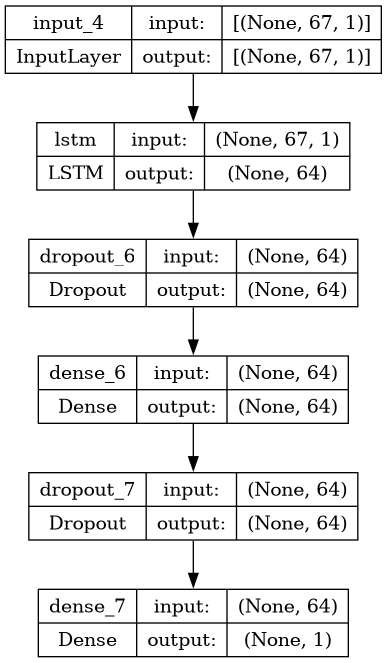 input_4 input: [(None, 67, 1)]
InputLayer output: [(None, 67, 1)]
lstm input: (None, 67, 1)
LSTM output: (None, 64)
dropout_6 input: (None, 64)
Dropout output: (None, 64)
dense_6 input: (None, 64)
Dense output: (None, 64)
dropout_7 input: (None, 64)
Dropout output: (None, 64)
dense_7 input: (None, 64)
Dense output: (None, 1)